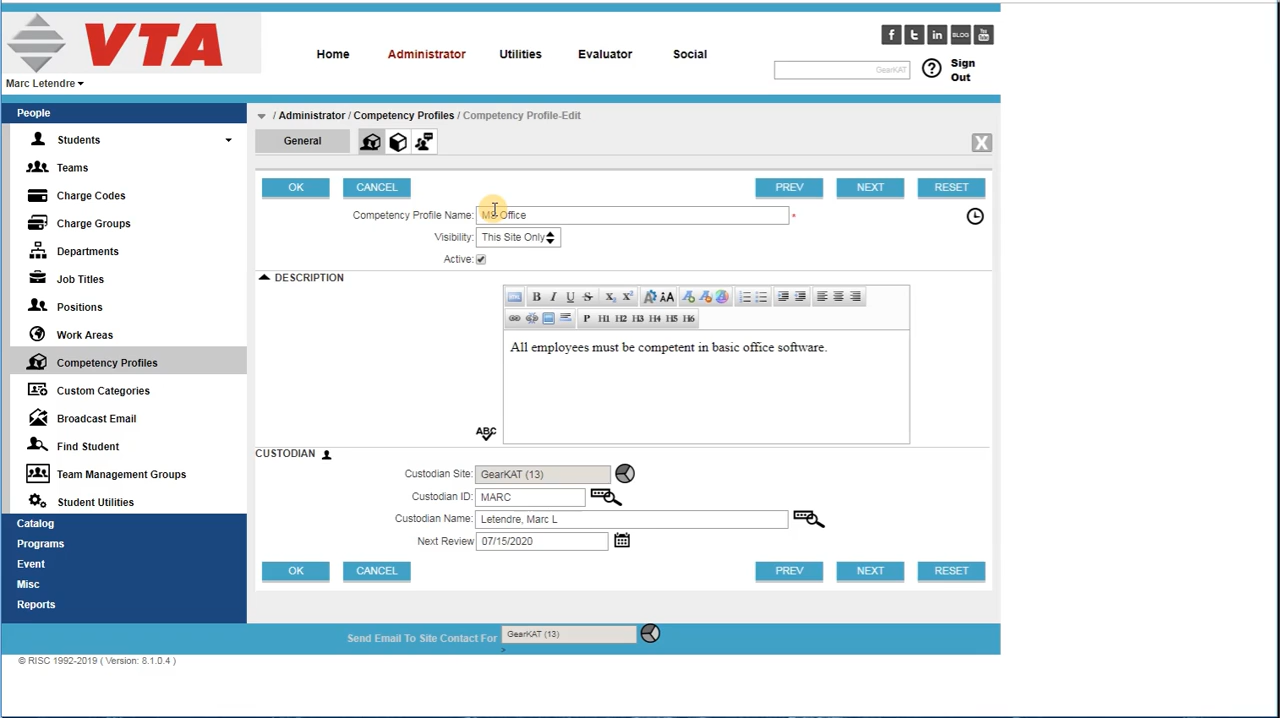 VTA
Home
Administrator
Utilities
Evaluator
Social
BLOG
You
Tube
GearKAT
Sign
Out
Marc Letendre
People
/ Administrator / Competency Profiles / Competency Profile-Edit
Students
General
Teams
OK
CANCEL
PREV
NEXT
RESET
Charge Codes
Competency Profile Name: MS Office *
Charge Groups
Visibility: This Site Only
Departments
Active:
Job Titles
DESCRIPTION
Positions
B I U S X₂ X²
P H1 H2 H3 H4 H5 H6
Work Areas
All employees must be competent in basic office software.
Competency Profiles
Custom Categories
Broadcast Email
ABC
Find Student
CUSTODIAN
Team Management Groups
Custodian Site: GearKAT (13)
Student Utilities
Custodian ID: MARC
Catalog
Custodian Name: Letendre, Marc L
Programs
Next Review 07/15/2020
Event
OK
CANCEL
PREV
NEXT
RESET
Misc
Reports
Send Email To Site Contact For GearKAT (13)
>
© RISC 1992-2019 ( Version: 8.1.0.4 )